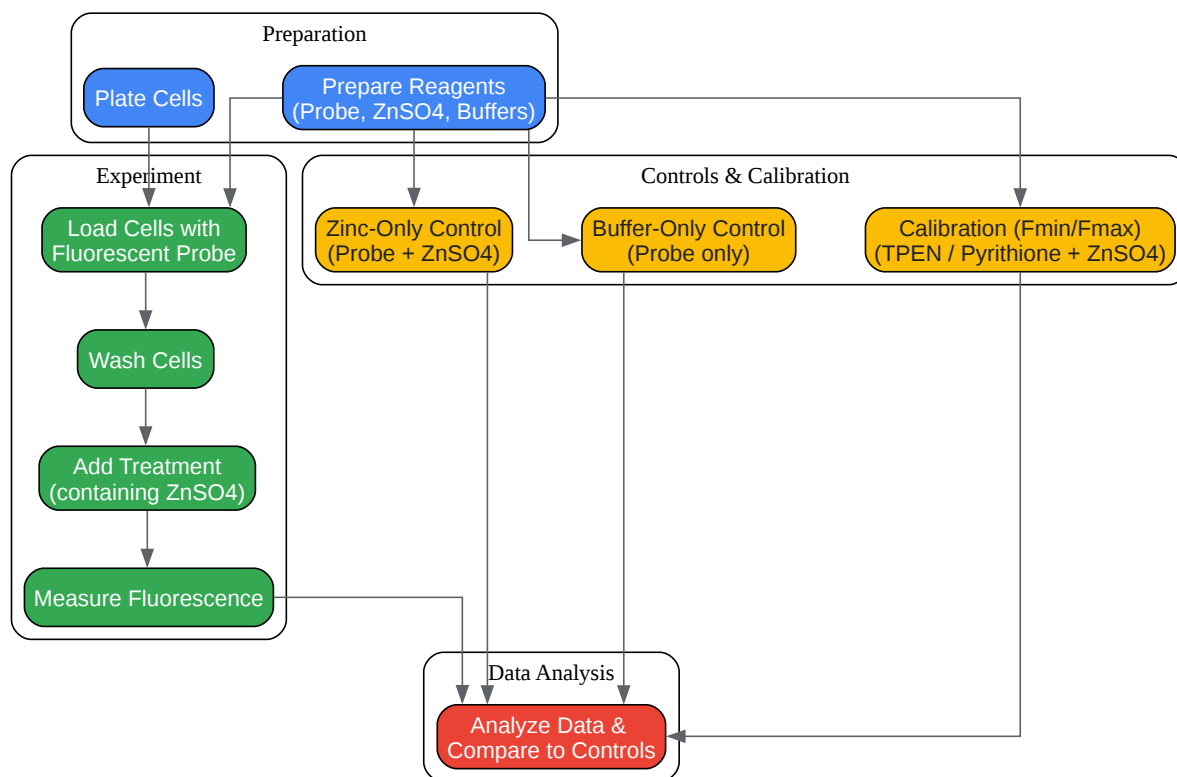 Preparation
Plate Cells
Prepare Reagents
(Probe, ZnSO4, Buffers)
Experiment
Load Cells with
Fluorescent Probe
Wash Cells
Add Treatment
(containing ZnSO4)
Measure Fluorescence
Controls & Calibration
Zinc-Only Control
(Probe + ZnSO4)
Buffer-Only Control
(Probe only)
Calibration (Fmin/Fmax)
(TPEN / Pyrithione + ZnSO4)
Data Analysis
Analyze Data &
Compare to Controls